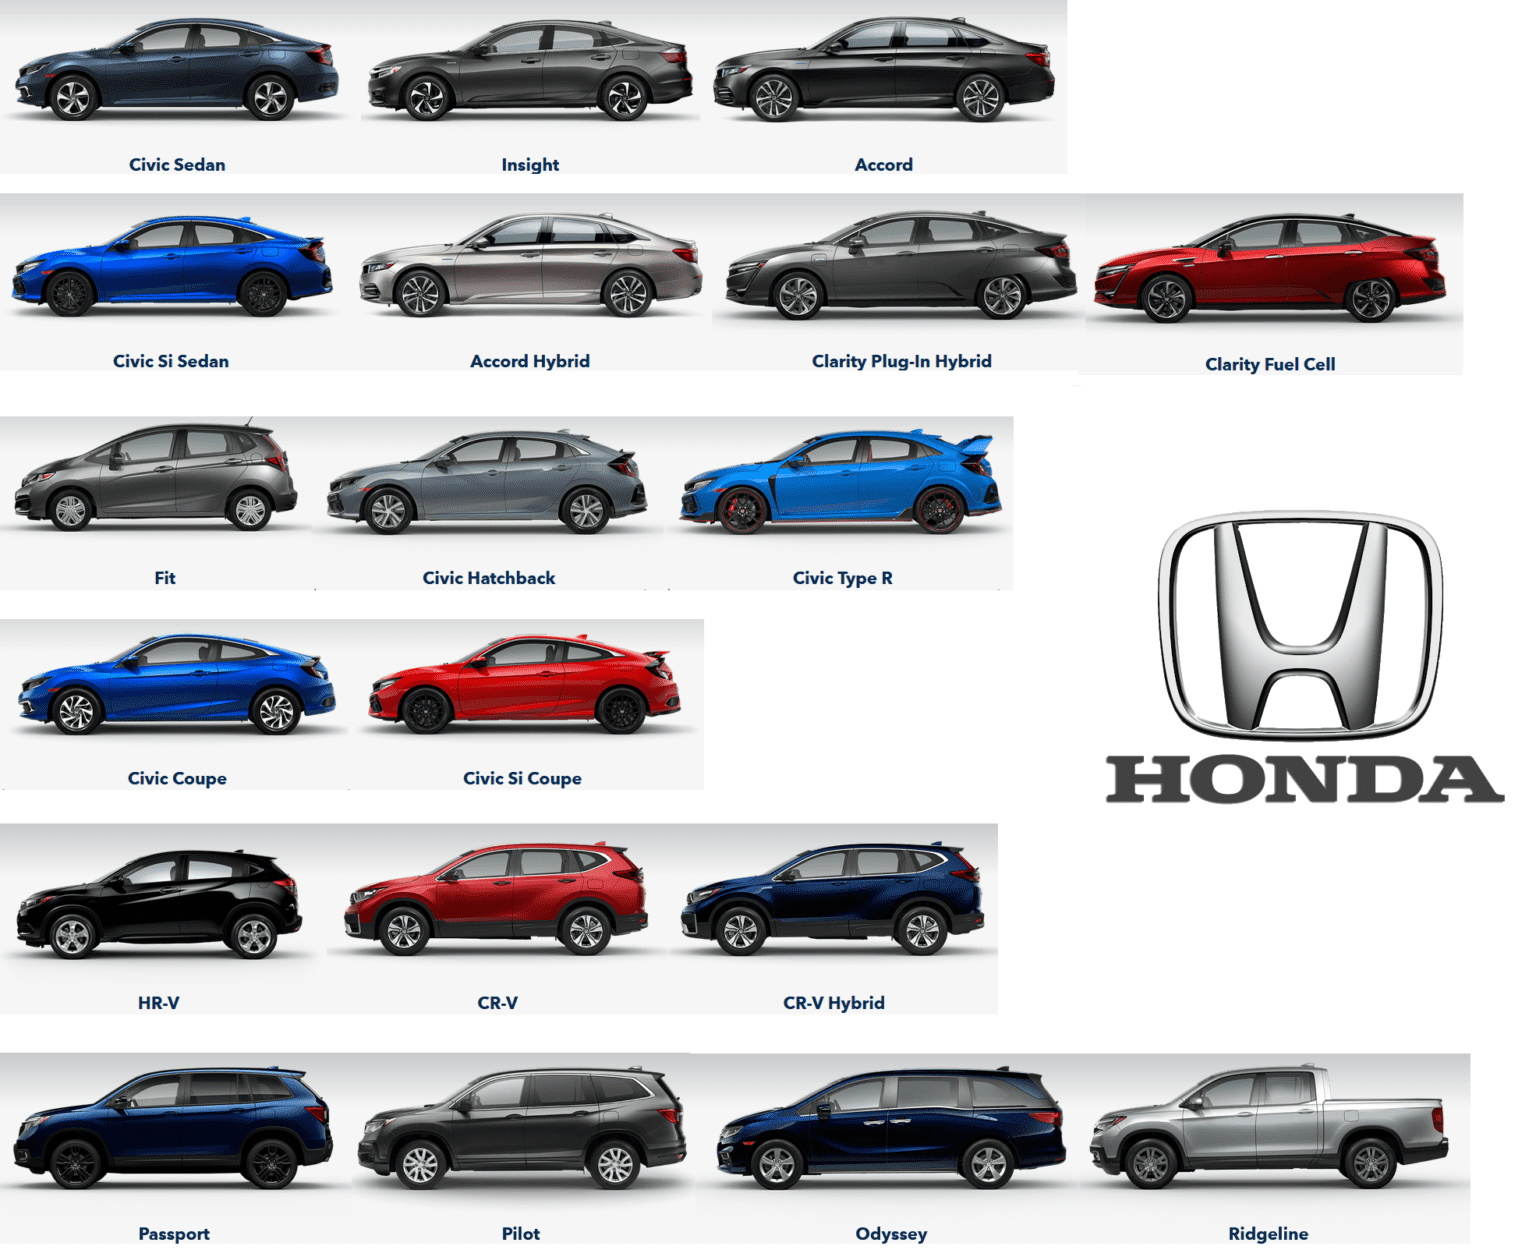 Civic Sedan
Insight
Accord
Civic Si Sedan
Accord Hybrid
Clarity Plug-In Hybrid
Clarity Fuel Cell
Fit
Civic Hatchback
Civic Type R
Civic Coupe
Civic Si Coupe
HONDA
HR-V
CR-V
CR-V Hybrid
Passport
Pilot
Odyssey
Ridgeline